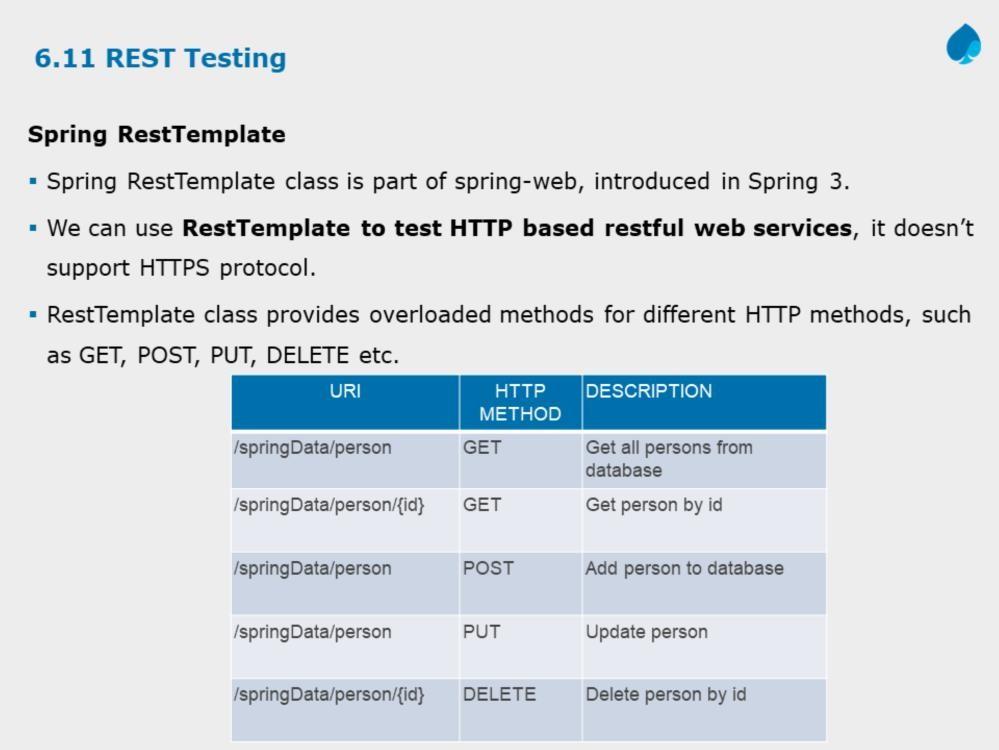 6.11 REST Testing
Spring RestTemplate
▪ Spring RestTemplate class is part of spring-web, introduced in Spring 3.
▪ We can use RestTemplate to test HTTP based restful web services, it doesn’t
support HTTPS protocol.
▪ RestTemplate class provides overloaded methods for different HTTP methods, such
as GET, POST, PUT, DELETE etc.
URI HTTP METHOD DESCRIPTION
/springData/person GET Get all persons from database
/springData/person/{id} GET Get person by id
/springData/person POST Add person to database
/springData/person PUT Update person
/springData/person/{id} DELETE Delete person by id